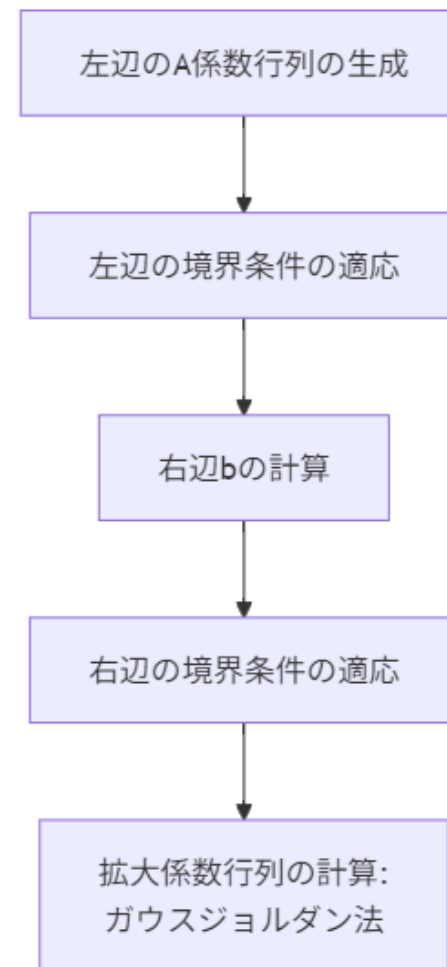 左辺のA係数行列の生成
左辺の境界条件の適応
右辺bの計算
右辺の境界条件の適応
拡大係数行列の計算:
ガウスジョルダン法